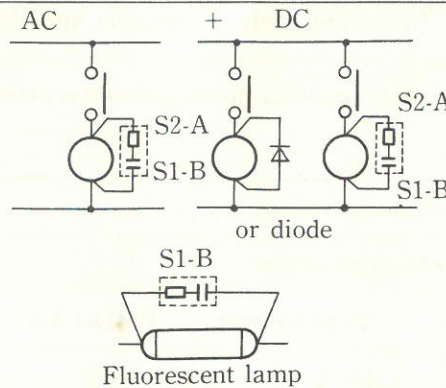 AC
+ DC
S2-A
S1-B
S2-A
S1-B
or diode
S1-B
Fluorescent lamp